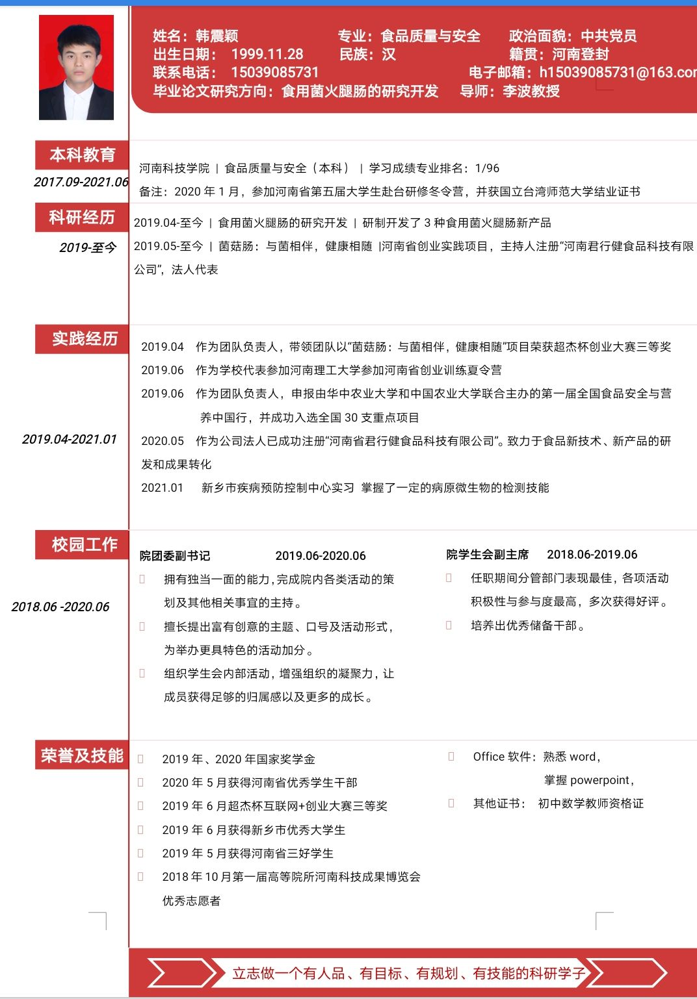 姓名：韩震颖 专业：食品质量与安全 政治面貌：中共党员
出生日期： 1999.11.28 民族：汉 籍贯：河南登封
联系电话： 15039085731 电子邮箱：h15039085731@163.com
毕业论文研究方向：食用菌火腿肠的研究开发 导师：李波教授
本科教育
2017.09-2021.06
河南科技学院 | 食品质量与安全（本科） | 学习成绩专业排名：1/96
备注：2020 年 1 月，参加河南省第五届大学生赴台研修冬令营，并获国立台湾师范大学结业证书
科研经历
2019-至今
2019.04-至今 | 食用菌火腿肠的研究开发 | 研制开发了 3 种食用菌火腿肠新产品
2019.05-至今 | 菌菇肠：与菌相伴，健康相随 |河南省创业实践项目，主持人注册“河南君行健食品科技有限
公司”，法人代表
实践经历
2019.04-2021.01
2019.04 作为团队负责人，带领团队以“菌菇肠：与菌相伴，健康相随”项目荣获超杰杯创业大赛三等奖
2019.06 作为学校代表参加河南理工大学参加河南省创业训练夏令营
2019.06 作为团队负责人，申报由华中农业大学和中国农业大学联合主办的第一届全国食品安全与营
养中国行，并成功入选全国 30 支重点项目
2020.05 作为公司法人已成功注册“河南省君行健食品科技有限公司”。致力于食品新技术、新产品的研
发和成果转化
2021.01 新乡市疾病预防控制中心实习 掌握了一定的病原微生物的检测技能
校园工作
2018.06 -2020.06
院团委副书记 2019.06-2020.06
拥有独当一面的能力，完成院内各类活动的策
划及其他相关事宜的主持。
擅长提出富有创意的主题、口号及活动形式，
为举办更具特色的活动加分。
组织学生会内部活动，增强组织的凝聚力，让
成员获得足够的归属感以及更多的成长。
院学生会副主席 2018.06-2019.06
任职期间分管部门表现最佳，各项活动
积极性与参与度最高，多次获得好评。
培养出优秀储备干部。
荣誉及技能
2019 年、2020 年国家奖学金
2020 年 5 月获得河南省优秀学生干部
2019 年 6 月超杰杯互联网+创业大赛三等奖
2019 年 6 月获得新乡市优秀大学生
2019 年 5 月获得河南省三好学生
2018 年 10 月第一届高等院所河南科技成果博览会
优秀志愿者
Office 软件：熟悉 word，
掌握 powerpoint，
其他证书： 初中数学教师资格证
立志做一个有人品、有目标、有规划、有技能的科研学子